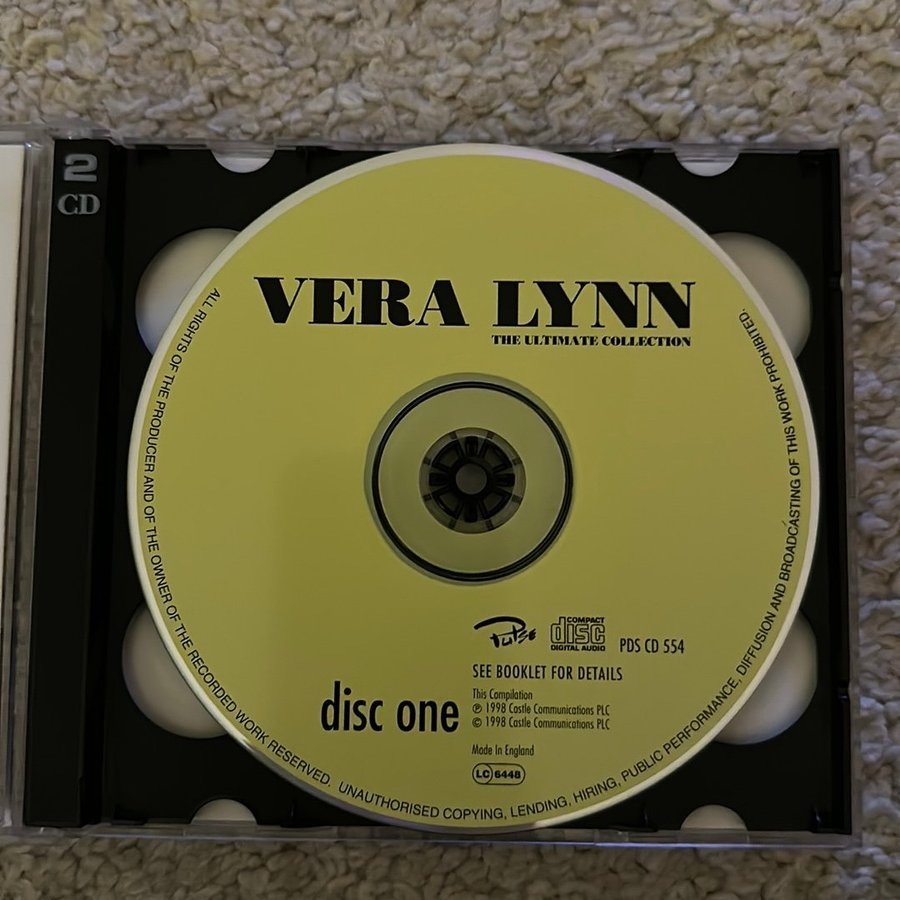 2
CD
VERA LYNN
THE ULTIMATE COLLECTION
Pulse
COMPACT
disc
DIGITAL AUDIO
PDS CD 554
SEE BOOKLET FOR DETAILS
disc one
This Compilation
℗ 1998 Castle Communications PLC
© 1998 Castle Communications PLC
Made In England
LC 6448
ALL RIGHTS OF THE PRODUCER AND OF THE OWNER OF THE RECORDED WORK RESERVED. UNAUTHORISED COPYING, LENDING, HIRING, PUBLIC PERFORMANCE, DIFFUSION AND BROADCASTING OF THIS WORK PROHIBITED.